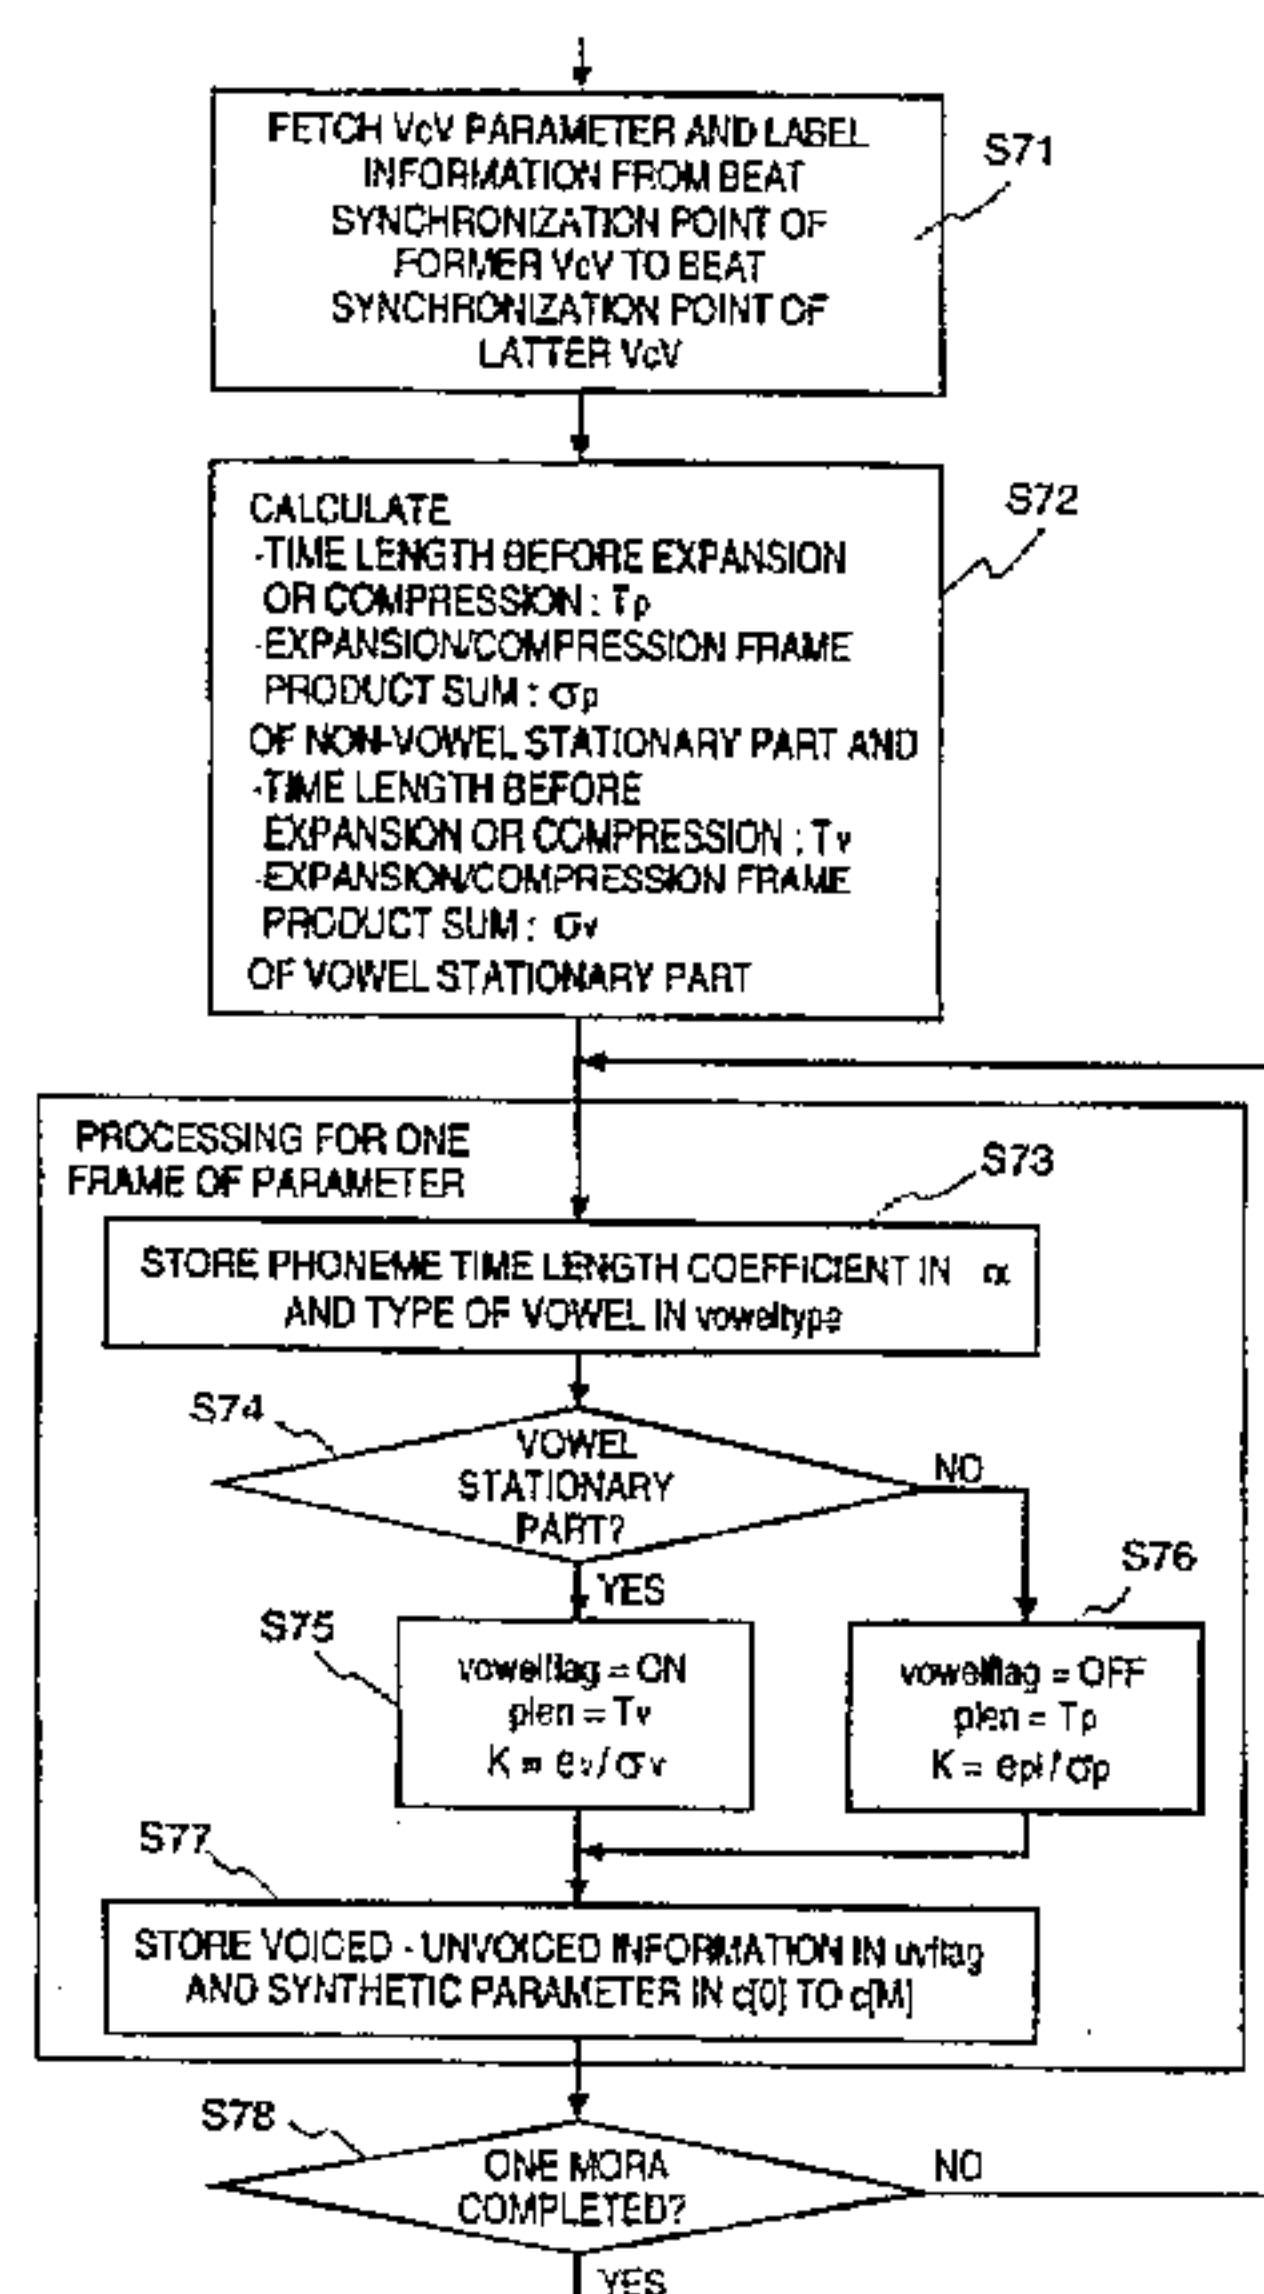 FETCH VcV PARAMETER AND LABEL
INFORMATION FROM BEAT
SYNCHRONIZATION POINT OF
FORMER VcV TO BEAT
SYNCHRONIZATION POINT OF
LATTER VcV
S71
CALCULATE
-TIME LENGTH BEFORE EXPANSION
OR COMPRESSION : Tp
-EXPANSION/COMPRESSION FRAME
PRODUCT SUM : σp
OF NON-VOWEL STATIONARY PART AND
-TIME LENGTH BEFORE
EXPANSION OR COMPRESSION : Tv
-EXPANSION/COMPRESSION FRAME
PRODUCT SUM : σv
OF VOWEL STATIONARY PART
S72
PROCESSING FOR ONE
FRAME OF PARAMETER
S73
STORE PHONEME TIME LENGTH COEFFICIENT IN α
AND TYPE OF VOWEL IN voweltype
S74
VOWEL
STATIONARY
PART?
NO
YES
S75
vowelflag = ON
plen = Tv
K = ev/σv
S76
vowelflag = OFF
plen = Tp
K = epi/σp
S77
STORE VOICED - UNVOICED INFORMATION IN uvflag
AND SYNTHETIC PARAMETER IN c[0] TO c[M]
S78
ONE MORA
COMPLETED?
NO
YES